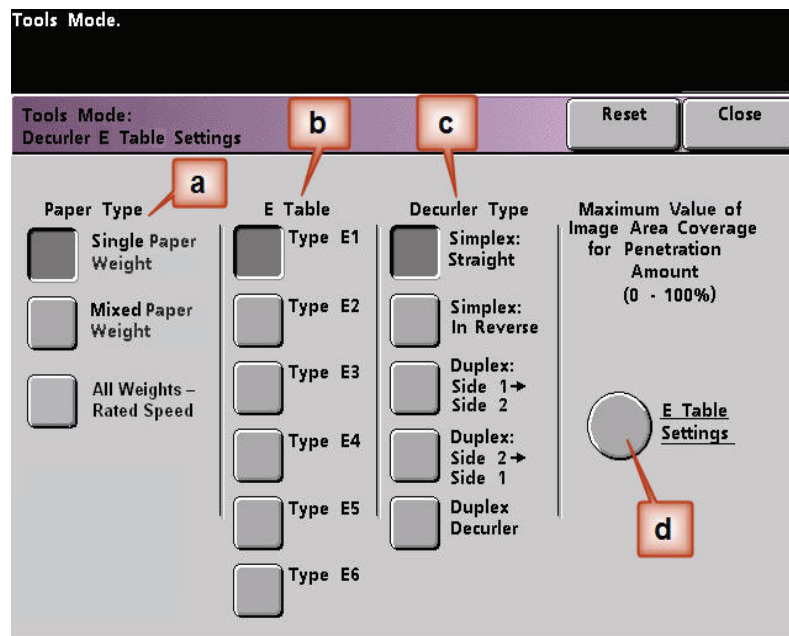 Tools Mode.
Tools Mode:
Decurler E Table Settings
b
c
Reset
Close
a
Paper Type
Single Paper
Weight
Mixed Paper
Weight
All Weights –
Rated Speed
E Table
Type E1
Type E2
Type E3
Type E4
Type E5
Type E6
Decurler Type
Simplex:
Straight
Simplex:
In Reverse
Duplex:
Side 1→
Side 2
Duplex:
Side 2→
Side 1
Duplex
Decurler
Maximum Value of
Image Area Coverage
for Penetration
Amount
(0 - 100%)
E Table
Settings
d